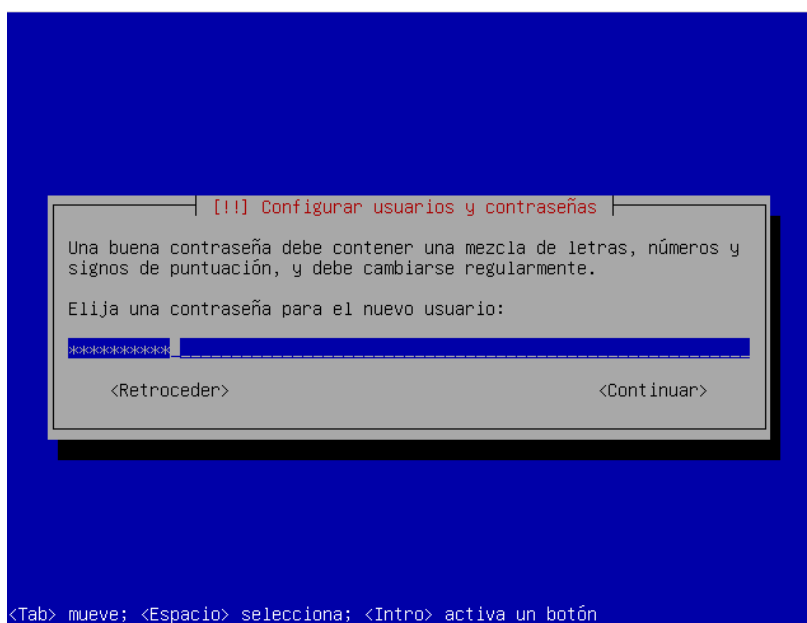 [!!] Configurar usuarios y contraseñas
Una buena contraseña debe contener una mezcla de letras, números y
signos de puntuación, y debe cambiarse regularmente.
Elija una contraseña para el nuevo usuario:
**********
<Retroceder> <Continuar>
<Tab> mueve; <Espacio> selecciona; <Intro> activa un botón